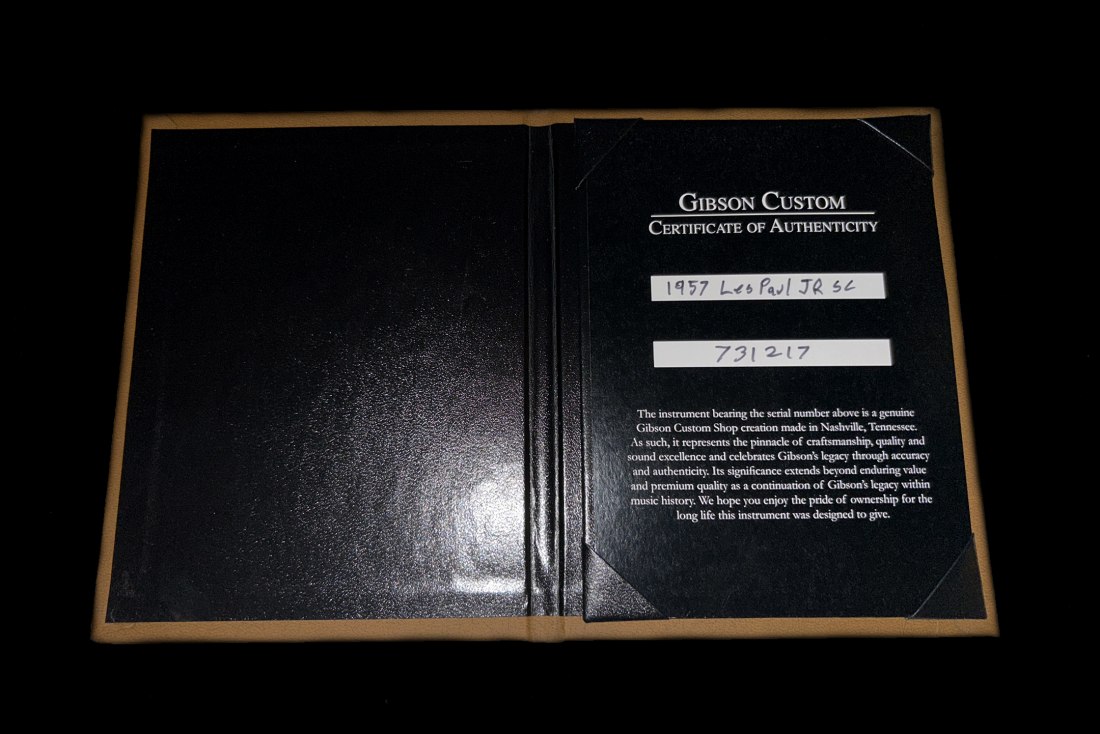 GIBSON CUSTOM
CERTIFICATE OF AUTHENTICITY
1957 Les Paul JR SC
731217
The instrument bearing the serial number above is a genuine
Gibson Custom Shop creation made in Nashville, Tennessee.
As such, it represents the pinnacle of craftsmanship, quality and
sound excellence and celebrates Gibson's legacy through accuracy
and authenticity. Its significance extends beyond enduring value
and premium quality as a continuation of Gibson's legacy within
music history. We hope you enjoy the pride of ownership for the
long life this instrument was designed to give.